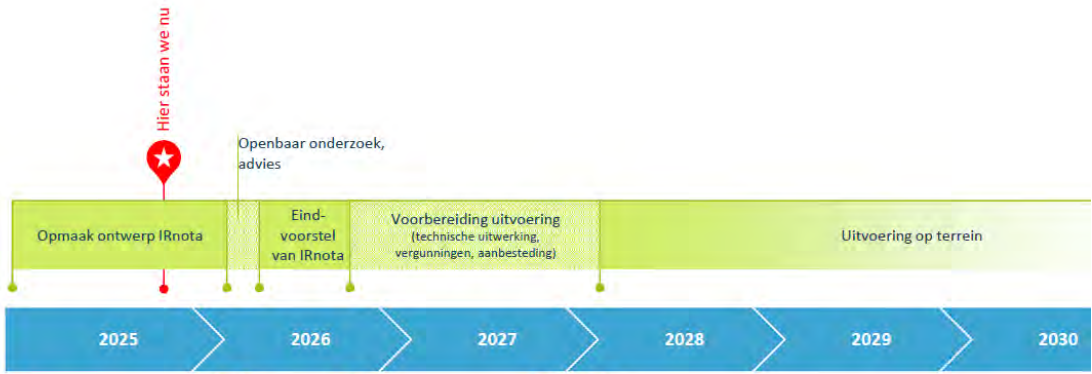 Hier staan we nu
Openbaar onderzoek,
advies
Opmaak ontwerp IRnota
Eind-
voorstel
van IRnota
Voorbereiding uitvoering
(technische uitwerking,
vergunningen, aanbesteding)
Uitvoering op terrein
2025
2026
2027
2028
2029
2030